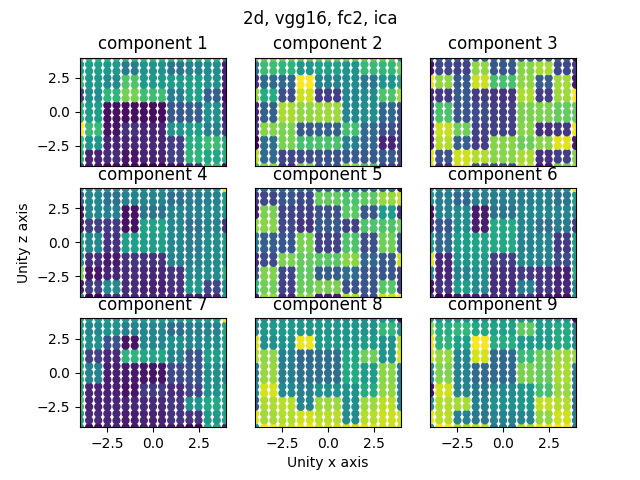 2d, vgg16, fc2, ica
component 1
component 2
component 3
2.5
0.0
−2.5
component 4
component 5
component 6
2.5
0.0
−2.5
Unity z axis
component 7
component 8
component 9
2.5
0.0
−2.5
−2.5 0.0 2.5
−2.5 0.0 2.5
−2.5 0.0 2.5
Unity x axis